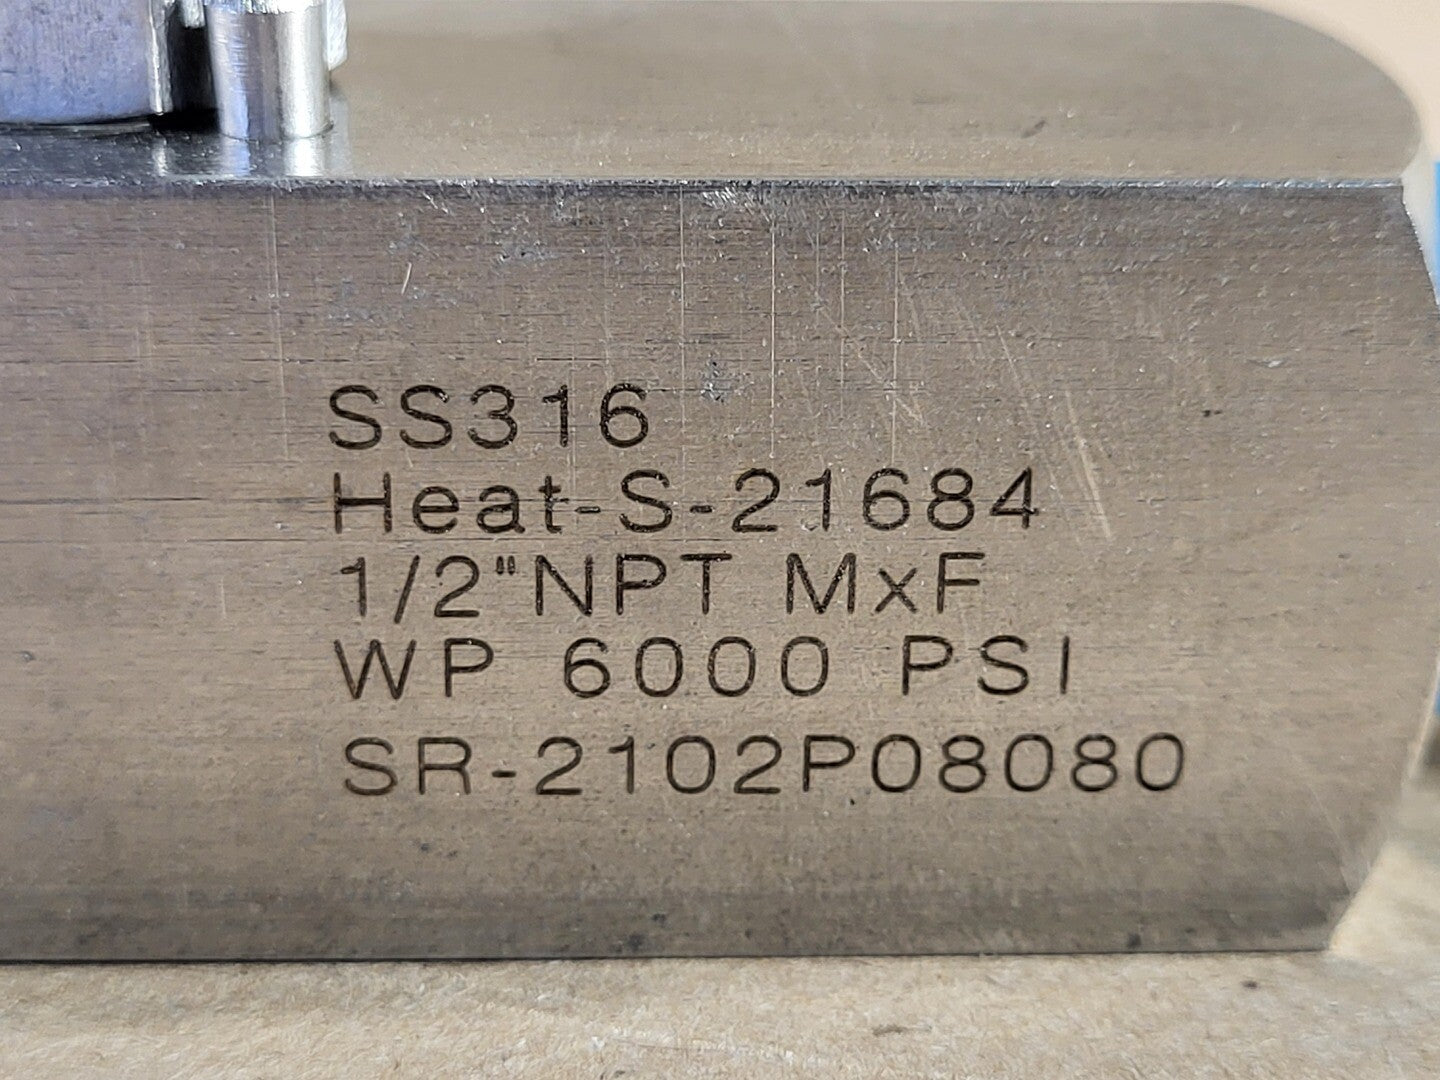 SS316
Heat-S-21684
1/2"NPT MxF
WP 6000 PSI
SR-2102P08080